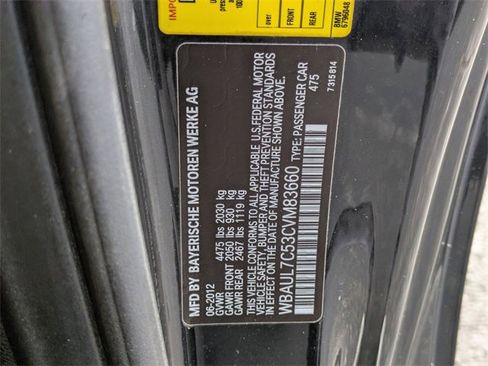 MFD BY BAYERISCHE MOTOREN WERKE AG
06-2012
GVWR 4475 lbs 2030 kg
GAWR FRONT 2050 lbs 930 kg
GAWR REAR 2467 lbs 1119 kg
THIS VEHICLE CONFORMS TO ALL APPLICABLE U.S.FEDERAL MOTOR
VEHICLE SAFETY, BUMPER AND THEFT PREVENTION STANDARDS
IN EFFECT ON THE DATE OF MANUFACTURE SHOWN ABOVE.
WBAUL7C53CVM83660 TYPE: PASSENGER CAR
475
7 315 814
FRONT
REAR
BMW
6796048